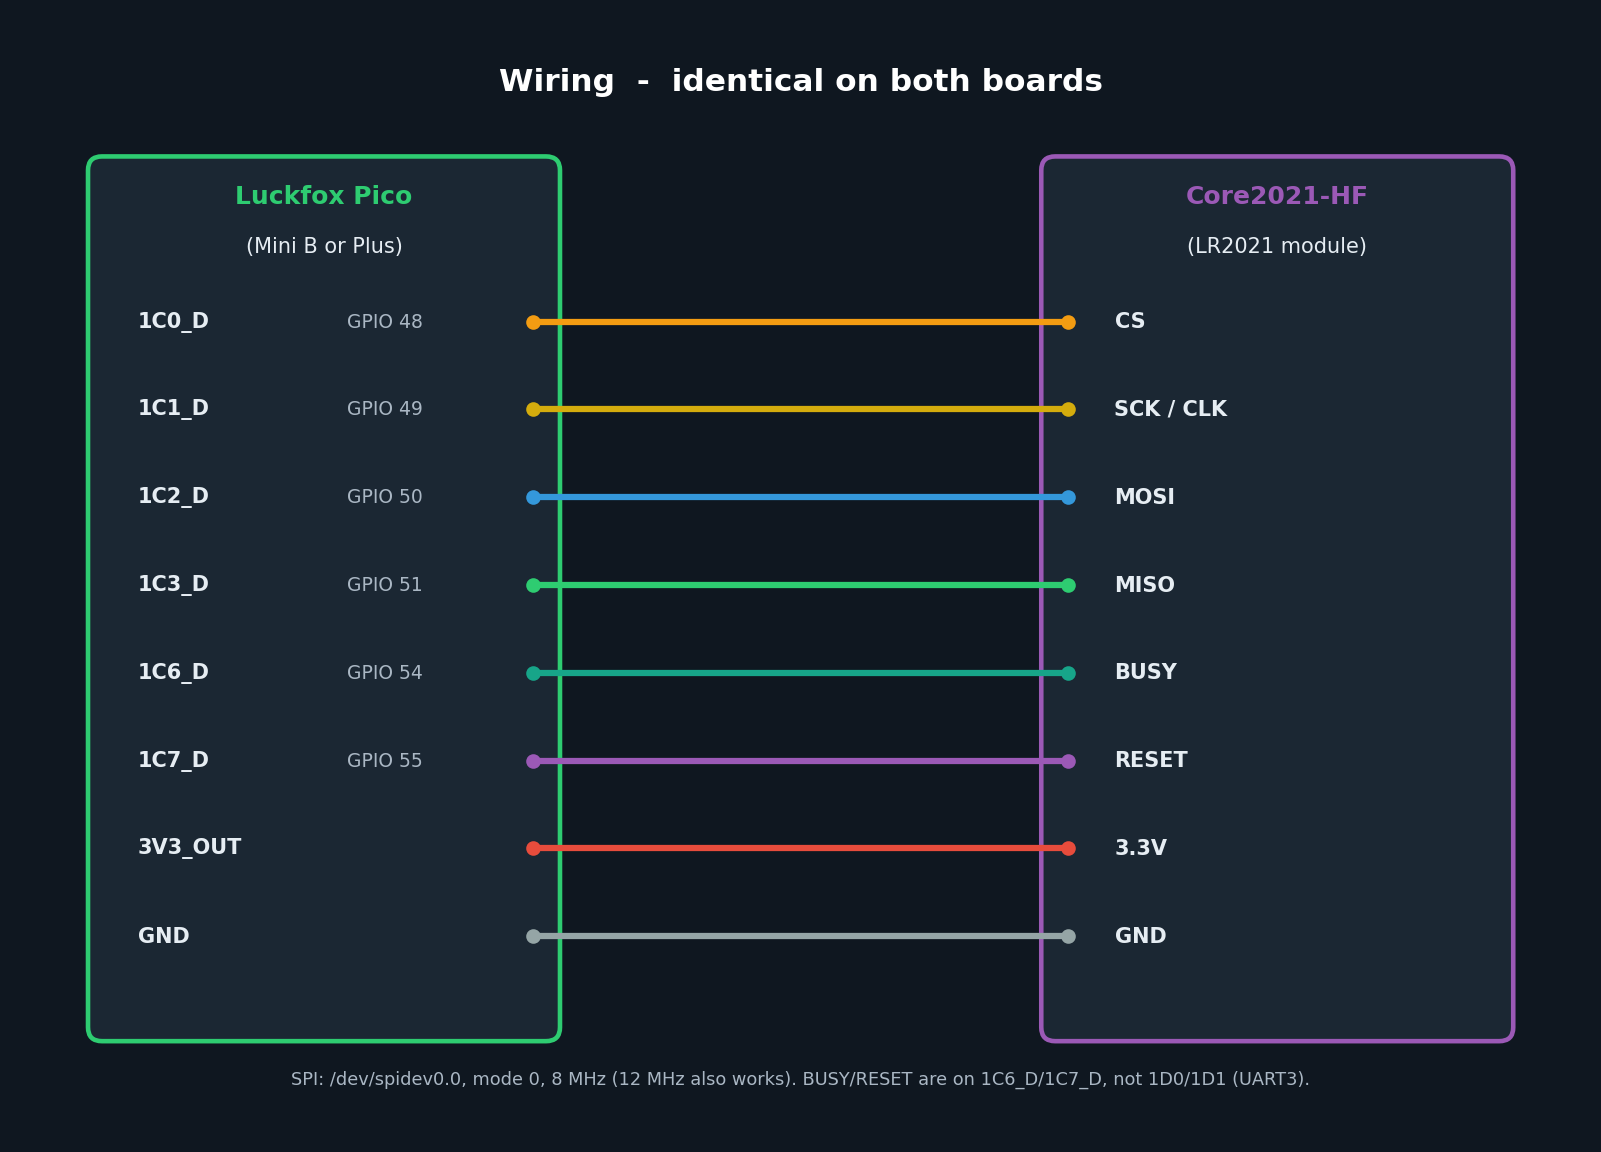 Wiring - identical on both boards
Luckfox Pico
(Mini B or Plus)
Core2021-HF
(LR2021 module)
1C0_D GPIO 48 CS
1C1_D GPIO 49 SCK / CLK
1C2_D GPIO 50 MOSI
1C3_D GPIO 51 MISO
1C6_D GPIO 54 BUSY
1C7_D GPIO 55 RESET
3V3_OUT 3.3V
GND GND
SPI: /dev/spidev0.0, mode 0, 8 MHz (12 MHz also works). BUSY/RESET are on 1C6_D/1C7_D, not 1D0/1D1 (UART3).